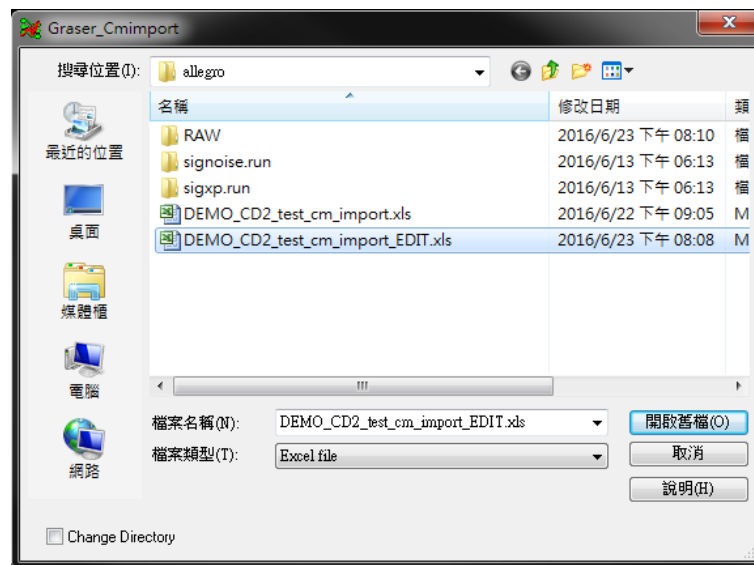 Graser_Cmimport
搜尋位置(I): allegro
名稱 修改日期 類
RAW 2016/6/23 下午 08:10 檔
signoise.run 2016/6/13 下午 06:13 檔
sigxp.run 2016/6/13 下午 06:13 檔
DEMO_CD2_test_cm_import.xls 2016/6/22 下午 09:05 M
DEMO_CD2_test_cm_import_EDIT.xls 2016/6/23 下午 08:08 M
最近的位置
桌面
媒體櫃
電腦
網路
檔案名稱(N): DEMO_CD2_test_cm_import_EDIT.xls 開啟舊檔(O)
檔案類型(T): Excel file 取消
說明(H)
Change Directory